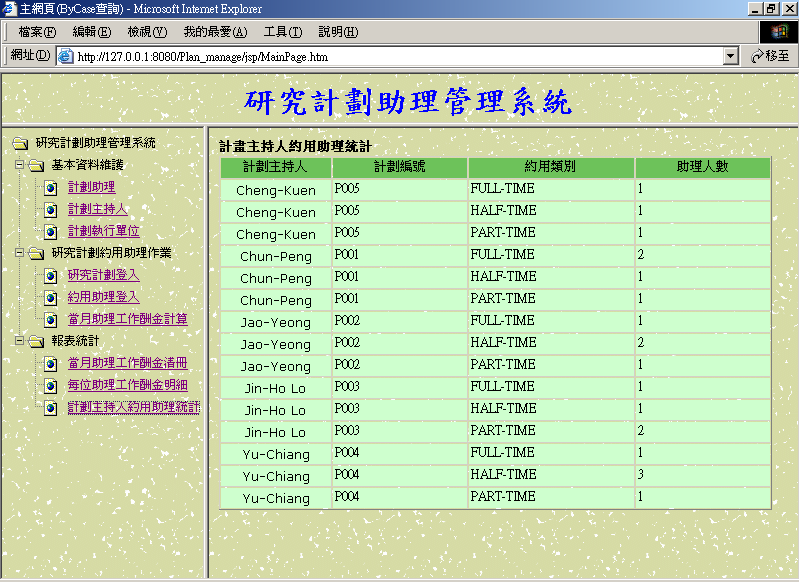 主網頁(ByCase查詢) - Microsoft Internet Explorer
檔案(F) 編輯(E) 檢視(V) 我的最愛(A) 工具(T) 說明(H)
網址(D) http://127.0.0.1:8080/Plan_manage/jsp/MainPage.htm 移至
研究計劃助理管理系統
研究計劃助理管理系統
基本資料維護
計劃助理
計劃主持人
計劃執行單位
研究計劃約用助理作業
研究計劃登入
約用助理登入
當月助理工作酬金計算
報表統計
當月助理工作酬金清冊
每位助理工作酬金明細
計劃主持人約用助理統計
計畫主持人約用助理統計
計劃主持人 計劃編號 約用類別 助理人數
Cheng-Kuen P005 FULL-TIME 1
Cheng-Kuen P005 HALF-TIME 1
Cheng-Kuen P005 PART-TIME 1
Chun-Peng P001 FULL-TIME 2
Chun-Peng P001 HALF-TIME 1
Chun-Peng P001 PART-TIME 1
Jao-Yeong P002 FULL-TIME 1
Jao-Yeong P002 HALF-TIME 2
Jao-Yeong P002 PART-TIME 1
Jin-Ho Lo P003 FULL-TIME 1
Jin-Ho Lo P003 HALF-TIME 1
Jin-Ho Lo P003 PART-TIME 2
Yu-Chiang P004 FULL-TIME 1
Yu-Chiang P004 HALF-TIME 3
Yu-Chiang P004 PART-TIME 1